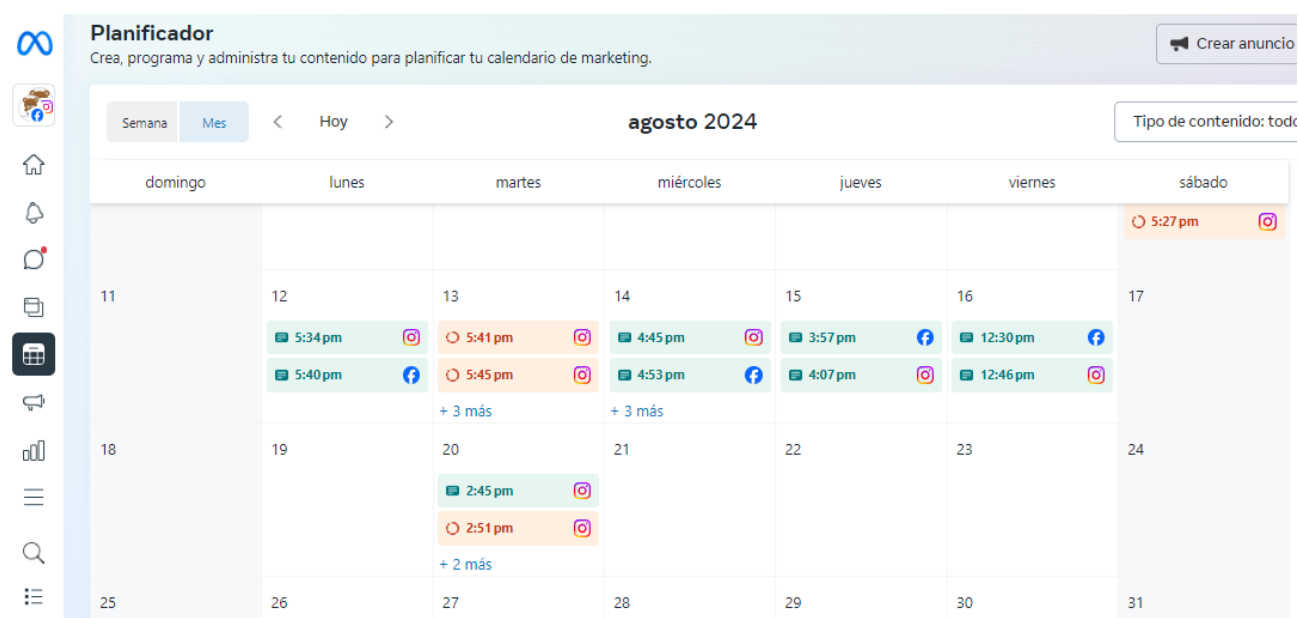 Planificador
Crea, programa y administra tu contenido para planificar tu calendario de marketing.
Crear anuncio
Semana Mes Hoy agosto 2024 Tipo de contenido: todo
domingo lunes martes miércoles jueves viernes sábado
5:27 pm
11 12 13 14 15 16 17
5:34 pm 5:41 pm 4:45 pm 3:57 pm 12:30 pm
5:40 pm 5:45 pm 4:53 pm 4:07 pm 12:46 pm
+ 3 más + 3 más
18 19 20 21 22 23 24
2:45 pm
2:51 pm
+ 2 más
25 26 27 28 29 30 31